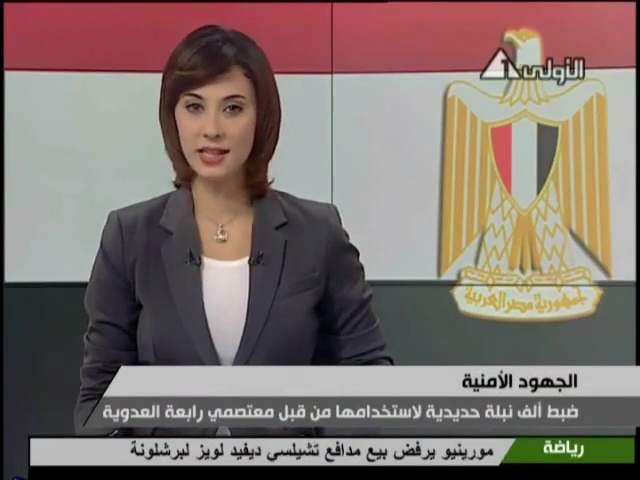 الأولى
جمهورية مصر العربية
الجهود الأمنية
ضبط ألف نبلة حديدية لاستخدامها من قبل معتصمي رابعة العدوية
رياضة
مورينيو يرفض بيع مدافع تشيلسي ديفيد لويز لبرشلونة